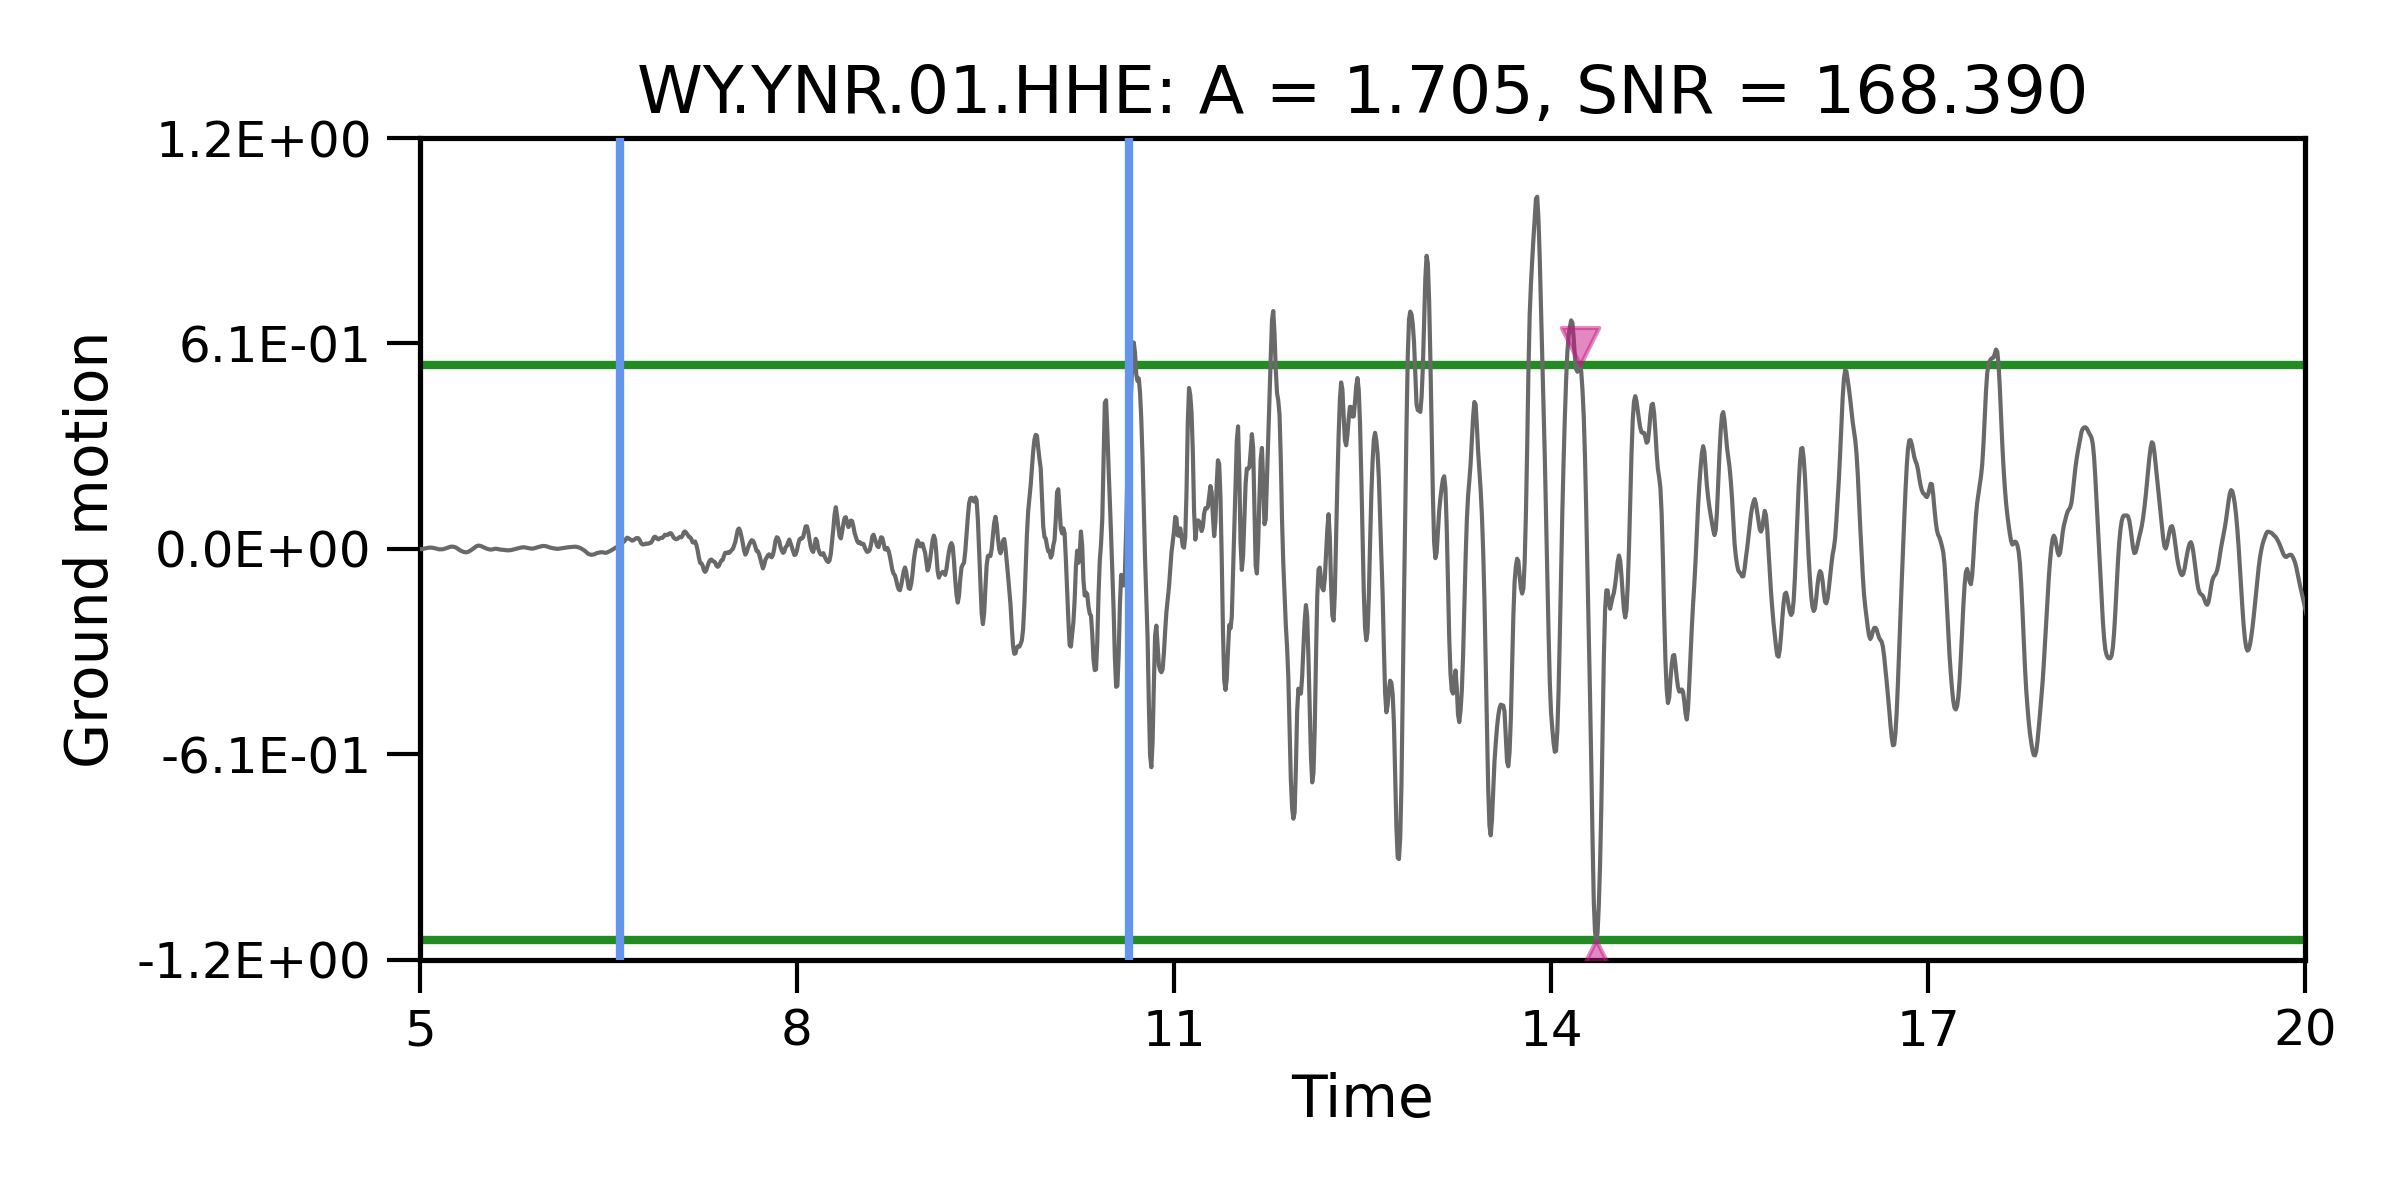 WY.YNR.01.HHE: A = 1.705, SNR = 168.390
1.2E+00
6.1E-01
0.0E+00
-6.1E-01
-1.2E+00
Ground motion
5 8 11 14 17 20
Time